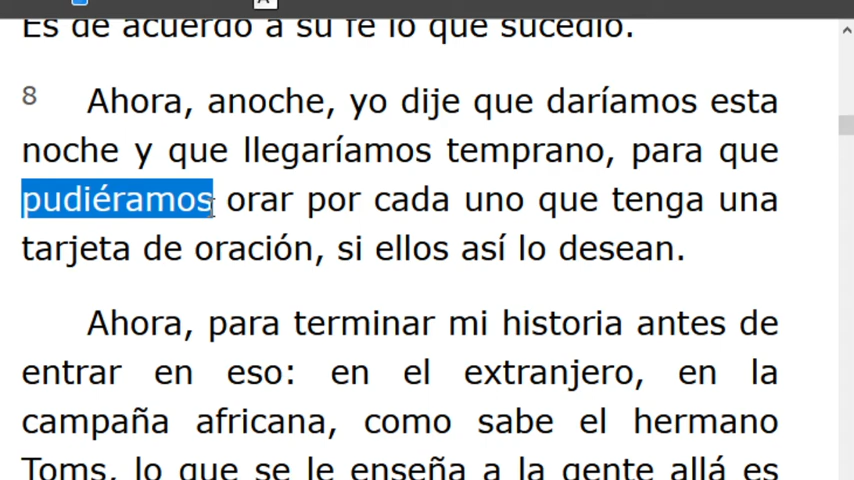 Es de acuerdo a su fe lo que sucedió.
8 Ahora, anoche, yo dije que daríamos esta
noche y que llegaríamos temprano, para que
pudiéramos orar por cada uno que tenga una
tarjeta de oración, si ellos así lo desean.
Ahora, para terminar mi historia antes de
entrar en eso: en el extranjero, en la
campaña africana, como sabe el hermano
Toms, lo que se le enseña a la gente allá es